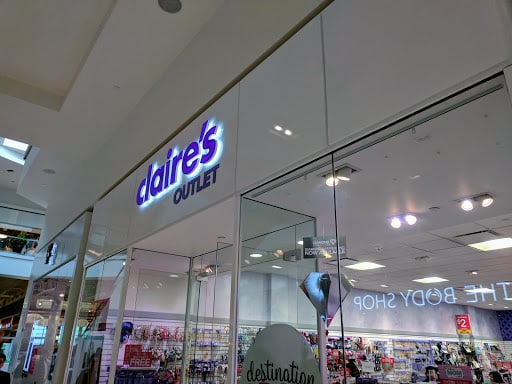 claire's
OUTLET
THE BODY SHOP
$2
destination